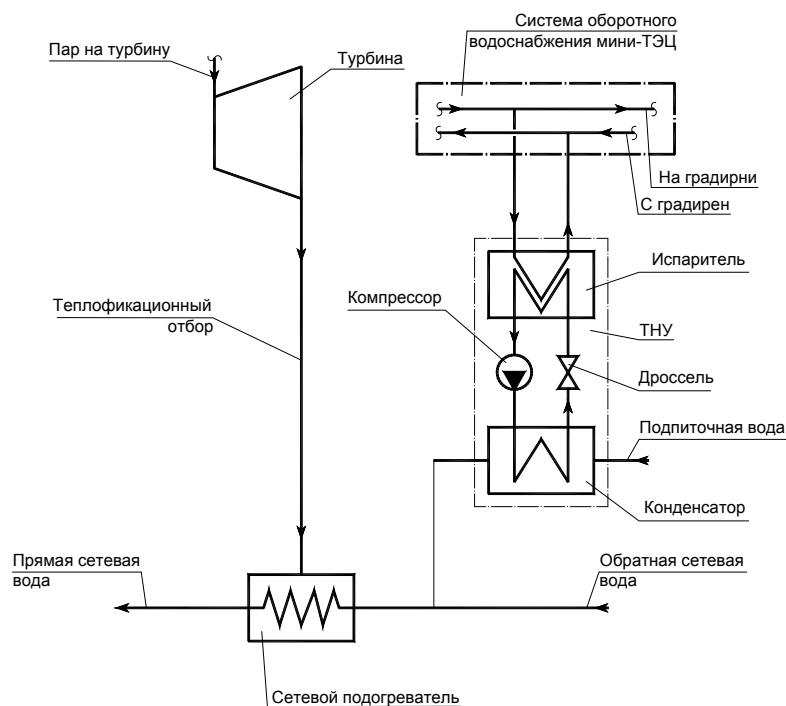 Система оборотного
водоснабжения мини-ТЭЦ
Пар на турбину
Турбина
На градирни
С градирен
Испаритель
Компрессор
Теплофикационный
отбор
ТНУ
Дроссель
Подпиточная вода
Конденсатор
Прямая сетевая
вода
Обратная сетевая
вода
Сетевой подогреватель